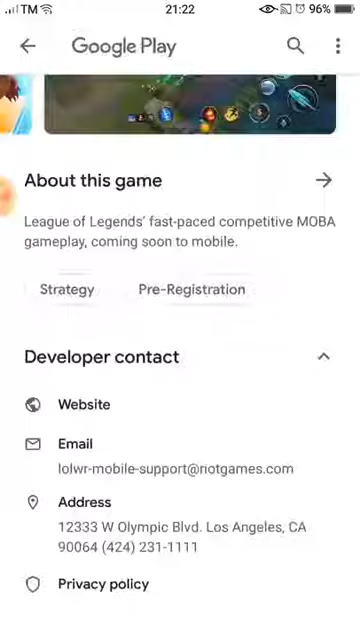 TM 21:22 96%
Google Play
About this game
League of Legends' fast-paced competitive MOBA
gameplay, coming soon to mobile.
Strategy Pre-Registration
Developer contact
Website
Email
lolwr-mobile-support@riotgames.com
Address
12333 W Olympic Blvd. Los Angeles, CA
90064 (424) 231-1111
Privacy policy